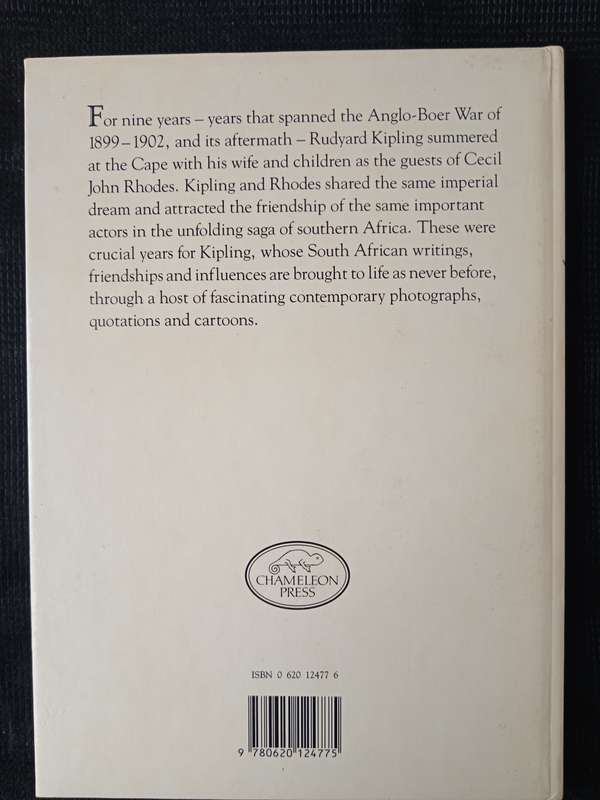 For nine years – years that spanned the Anglo-Boer War of
1899–1902, and its aftermath – Rudyard Kipling summered
at the Cape with his wife and children as the guests of Cecil
John Rhodes. Kipling and Rhodes shared the same imperial
dream and attracted the friendship of the same important
actors in the unfolding saga of southern Africa. These were
crucial years for Kipling, whose South African writings,
friendships and influences are brought to life as never before,
through a host of fascinating contemporary photographs,
quotations and cartoons.
CHAMELEON
PRESS
ISBN 0 620 12477 6
9 780620 124775